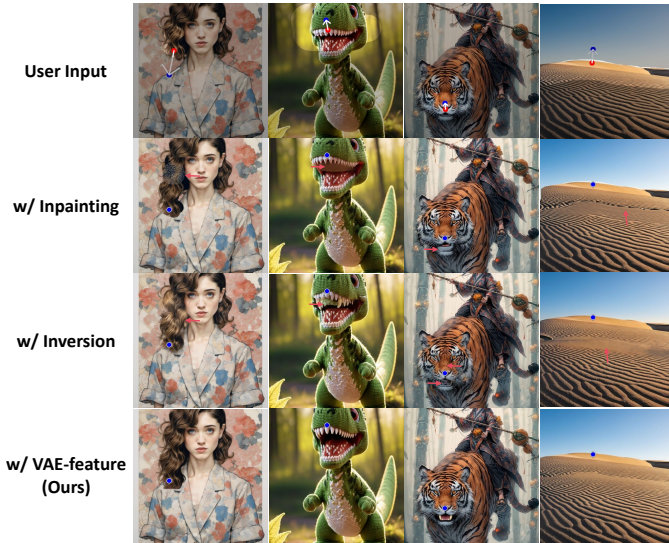 User Input
w/ Inpainting
w/ Inversion
w/ VAE-feature
(Ours)